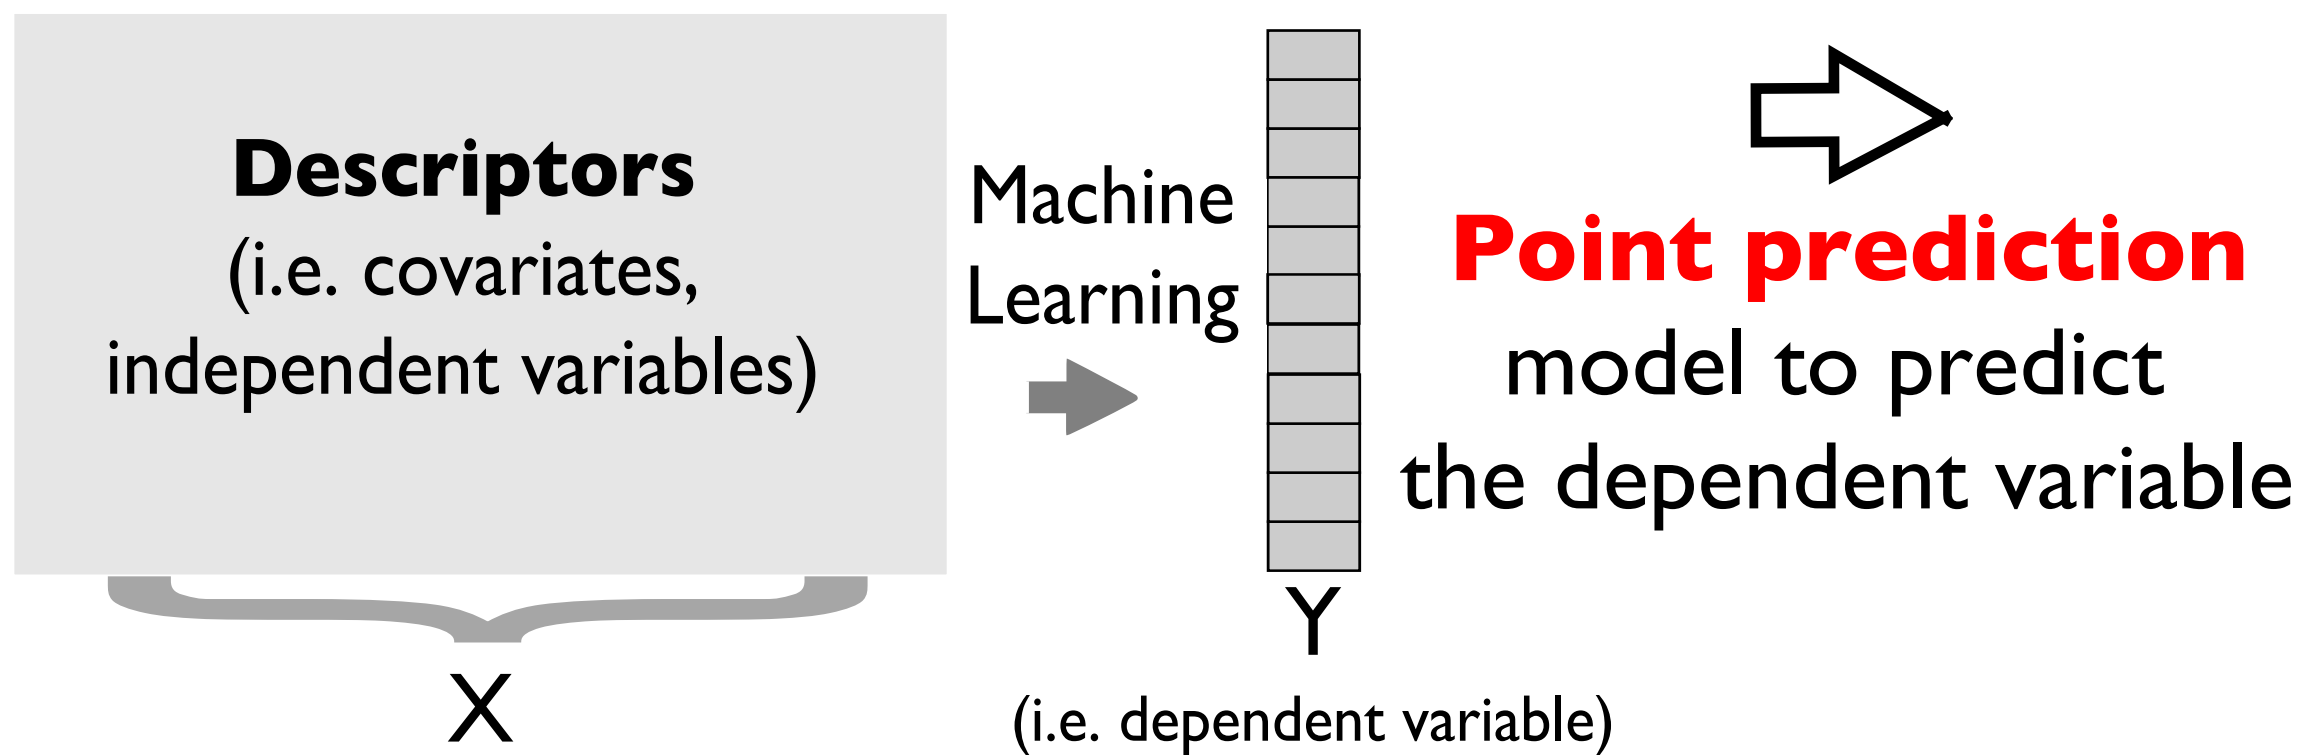 Descriptors
(i.e. covariates,
independent variables)
X
Machine
Learning
Y
(i.e. dependent variable)
Point prediction
model to predict
the dependent variable